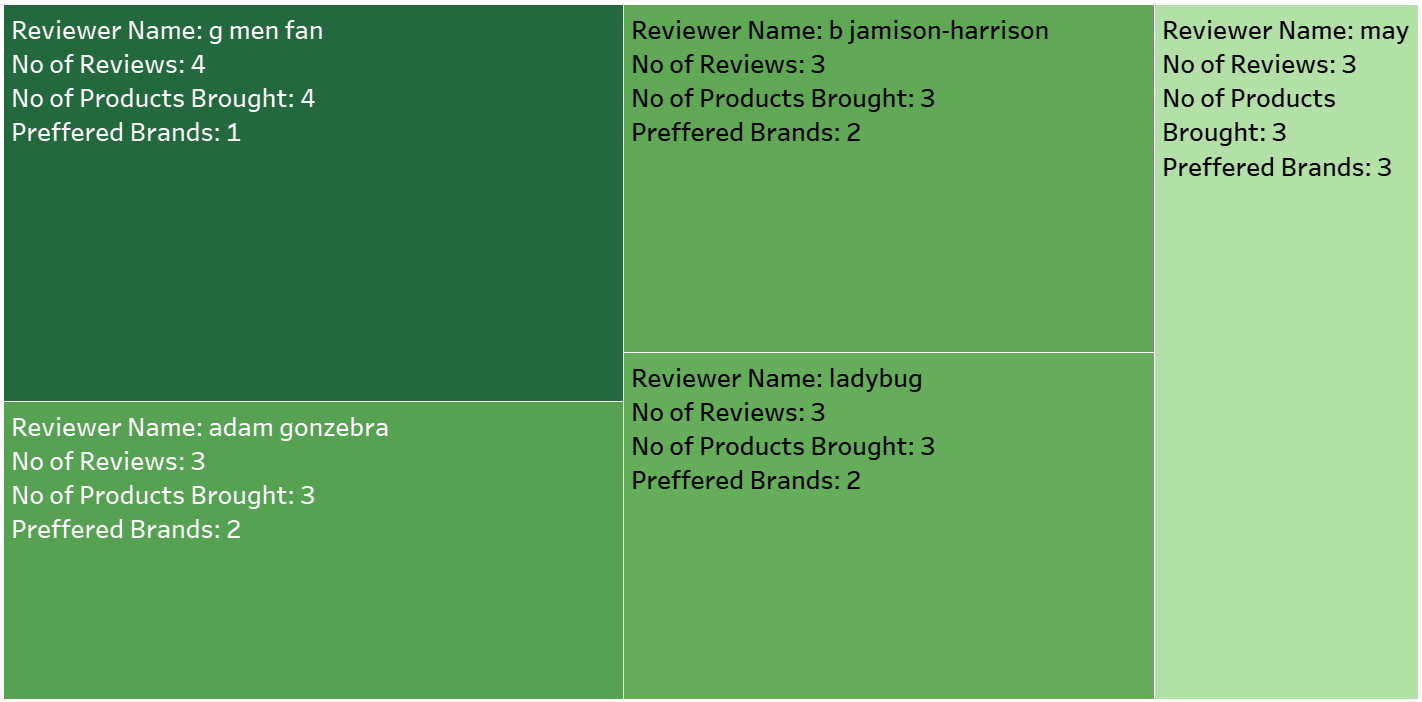 Reviewer Name: g men fan
No of Reviews: 4
No of Products Brought: 4
Preffered Brands: 1
Reviewer Name: adam gonzebra
No of Reviews: 3
No of Products Brought: 3
Preffered Brands: 2
Reviewer Name: b jamison-harrison
No of Reviews: 3
No of Products Brought: 3
Preffered Brands: 2
Reviewer Name: ladybug
No of Reviews: 3
No of Products Brought: 3
Preffered Brands: 2
Reviewer Name: may
No of Reviews: 3
No of Products
Brought: 3
Preffered Brands: 3